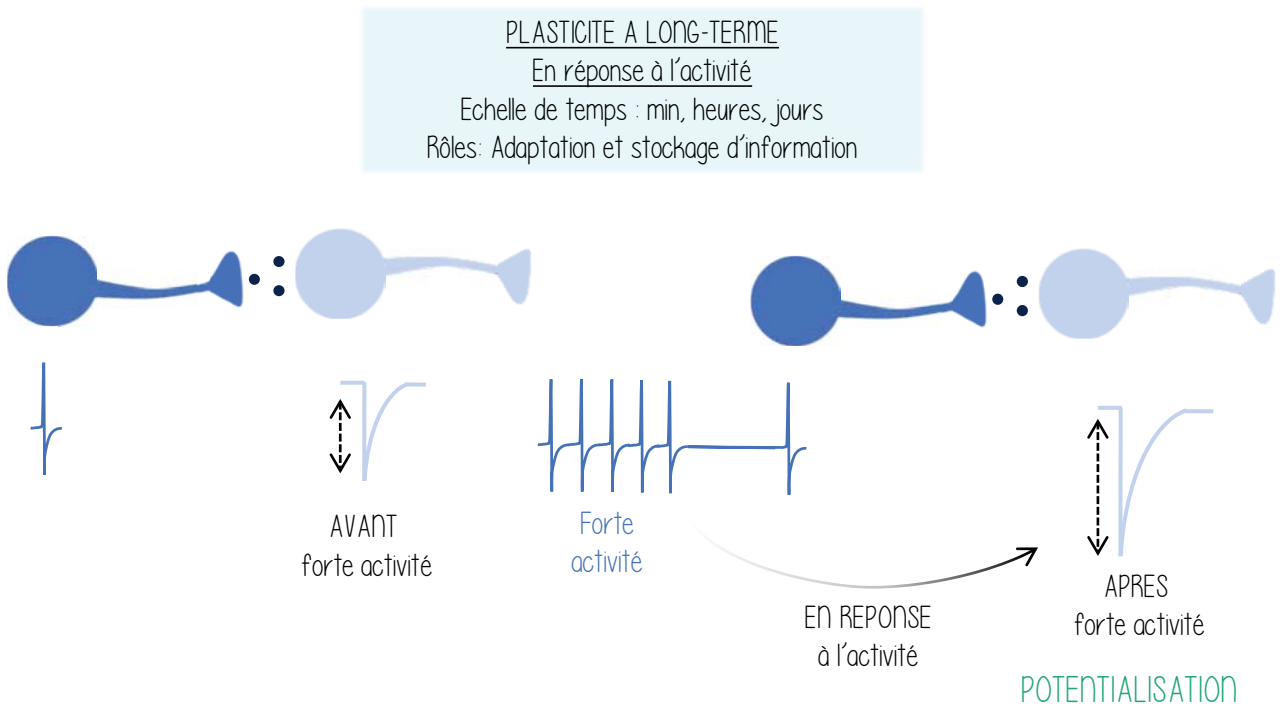 PLASTICITE A LONG-TERME
En réponse à l'activité
Echelle de temps : min, heures, jours
Rôles: Adaptation et stockage d'information
AVANT
forte activité
Forte
activité
EN REPONSE
à l'activité
APRES
forte activité
POTENTIALISATION